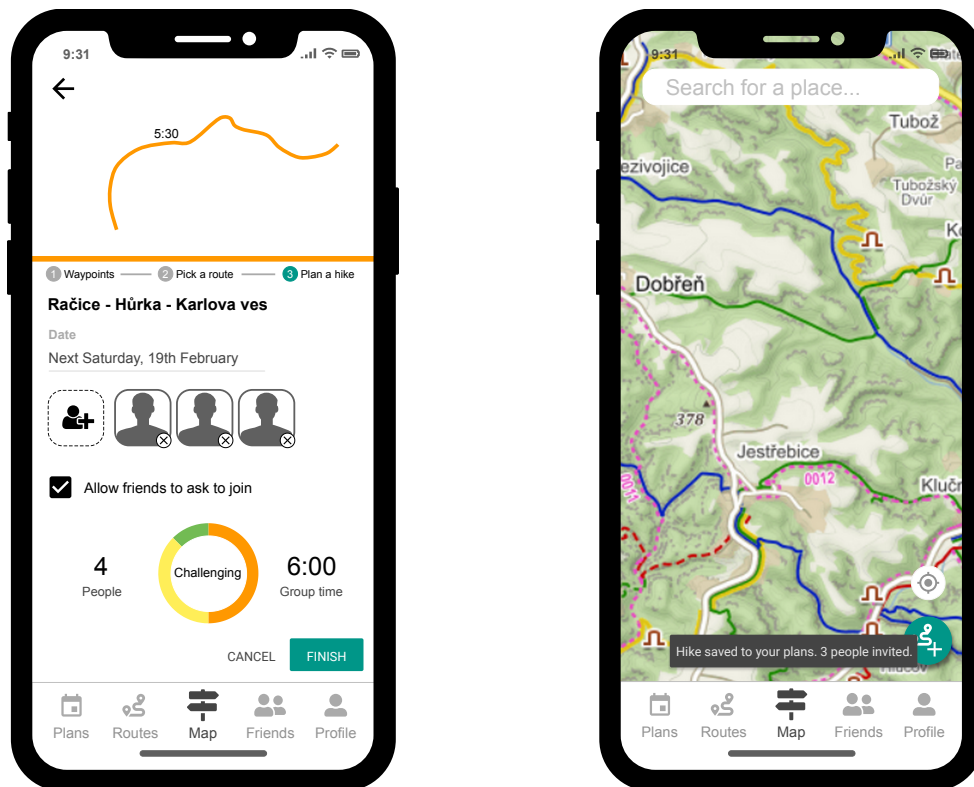 9:31
5:30
1 Waypoints 2 Pick a route 3 Plan a hike
Račice - Hůrka - Karlova ves
Date
Next Saturday, 19th February
Allow friends to ask to join
4
People
Challenging
6:00
Group time
CANCEL FINISH
Plans Routes Map Friends Profile
9:31
Search for a place...
Tubož
ezivojice
Tubožský
Dvůr
Dobřeň
378
Jestřebice
0012
0011
Hike saved to your plans. 3 people invited.
Plans Routes Map Friends Profile